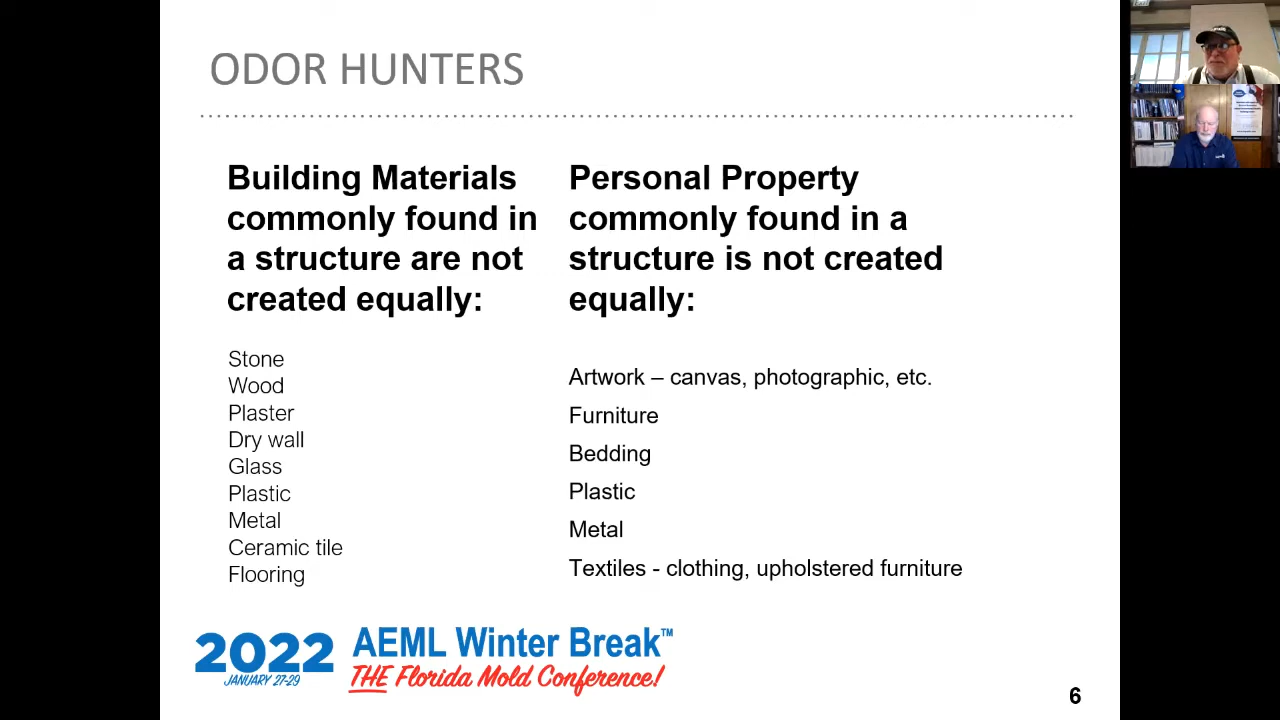 ODOR HUNTERS
Building Materials
commonly found in
a structure are not
created equally:
Stone
Wood
Plaster
Dry wall
Glass
Plastic
Metal
Ceramic tile
Flooring
Personal Property
commonly found in a
structure is not created
equally:
Artwork – canvas, photographic, etc.
Furniture
Bedding
Plastic
Metal
Textiles - clothing, upholstered furniture
2022
JANUARY 27-29
AEML Winter Break™
THE Florida Mold Conference!
6